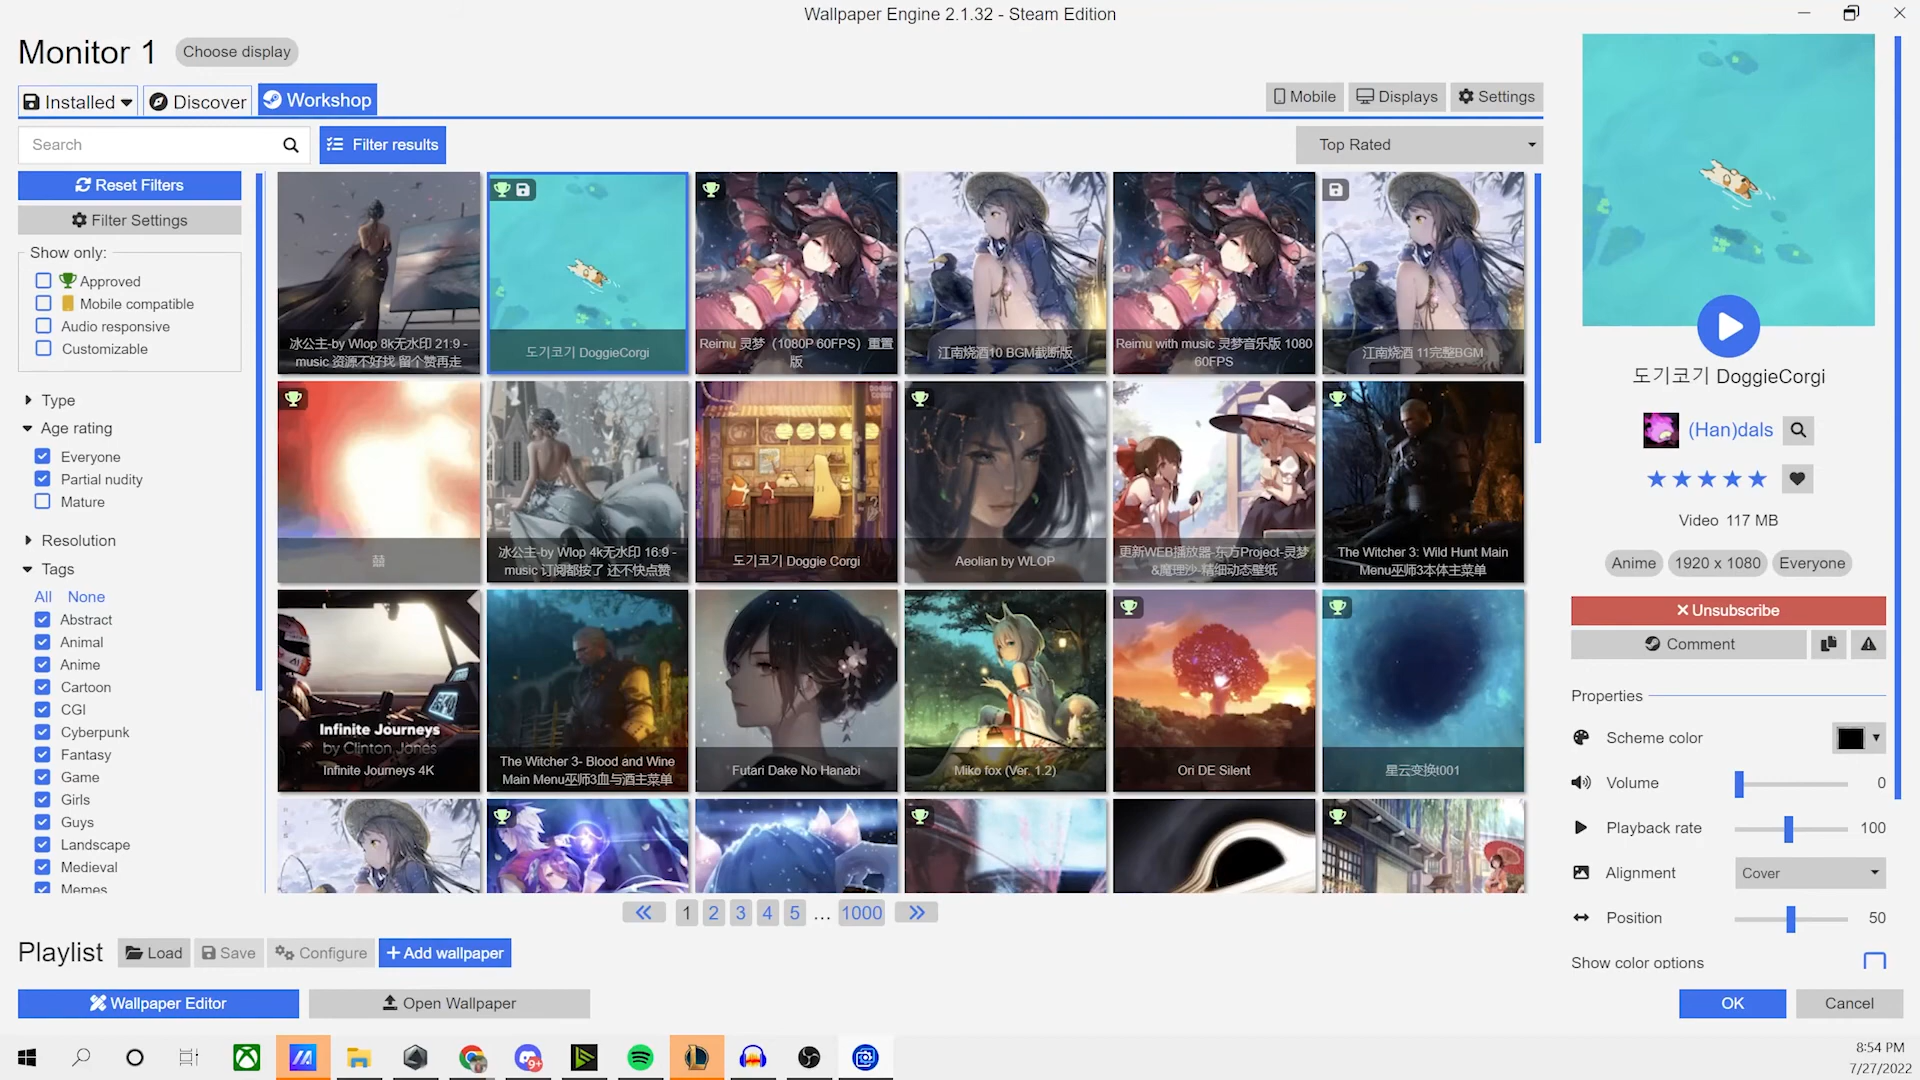 Wallpaper Engine 2.1.32 - Steam Edition
Monitor 1 Choose display
Installed Discover Workshop
Mobile Displays Settings
Search Filter results Top Rated
Reset Filters
Filter Settings
Show only:
Approved
Mobile compatible
Audio responsive
Customizable
Type
Age rating
Everyone
Partial nudity
Mature
Resolution
Tags
All None
Abstract
Animal
Anime
Cartoon
CGI
Cyberpunk
Fantasy
Game
Girls
Guys
Landscape
Medieval
Memes
冰公主-by Wlop 8k无水印 21:9 -
music 资源不好找 留个赞再走
도기코기 DoggieCorgi
Reimu 灵梦（1080P 60FPS）重置
版
江南烧酒10 BGM截断版
Reimu with music 灵梦音乐版 1080
60FPS
江南烧酒 11完整BGM
囍
冰公主-by Wlop 4k无水印 16:9 -
music 订阅都按了 还不快点赞
DOGGIE
CORGI
도기코기 Doggie Corgi
Aeolian by WLOP
更新WEB播放器-东方Project-灵梦
&魔理沙-精细动态壁纸
The Witcher 3: Wild Hunt Main
Menu巫师3本体主菜单
Infinite Journeys
by Clinton Jones
Infinite Journeys 4K
The Witcher 3- Blood and Wine
Main Menu巫师3血与酒主菜单
Futari Dake No Hanabi
Miko fox (Ver. 1.2)
Ori DE Silent
星云变换t001
1 2 3 4 5 ... 1000
Playlist Load Save Configure Add wallpaper
Wallpaper Editor Open Wallpaper
도기코기 DoggieCorgi
(Han)dals
Video 117 MB
Anime 1920 x 1080 Everyone
Unsubscribe
Comment
Properties
Scheme color
Volume 0
Playback rate 100
Alignment Cover
Position 50
Show color options
OK Cancel
9+
8:54 PM
7/27/2022